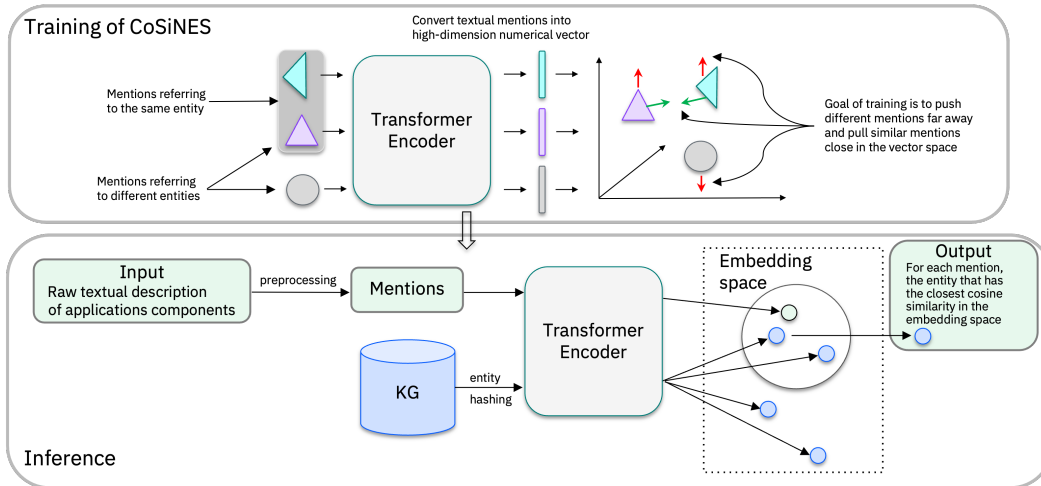 Training of CoSiNES
Convert textual mentions into
high-dimension numerical vector
Mentions referring
to the same entity
Transformer
Encoder
Goal of training is to push
different mentions far away
and pull similar mentions
close in the vector space
Mentions referring
to different entities
Input
Raw textual description
of applications components
preprocessing
Mentions
Transformer
Encoder
Embedding
space
Output
For each mention,
the entity that has
the closest cosine
similarity in the
embedding space
KG
entity
hashing
Inference